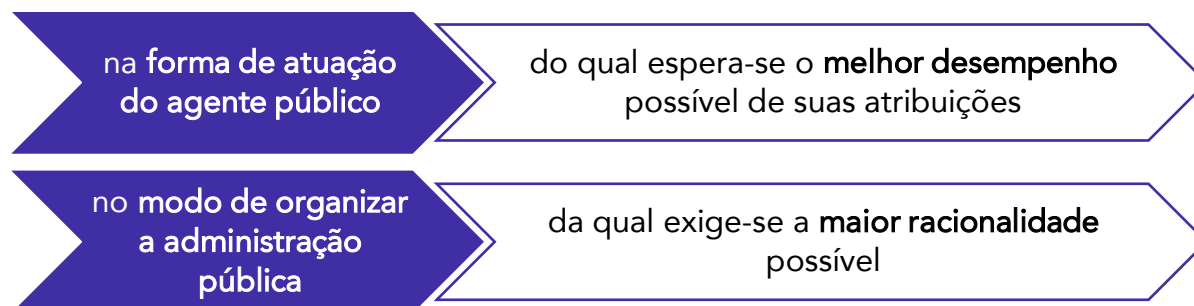 na forma de atuação
do agente público
do qual espera-se o melhor desempenho
possível de suas atribuições
no modo de organizar
a administração
pública
da qual exige-se a maior racionalidade
possível